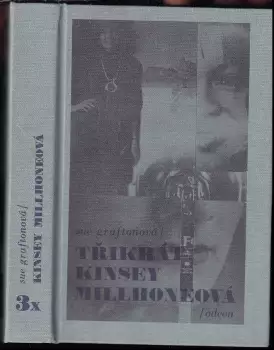 sue graftonová/
KINSEY MILLHONEOVÁ
3x
sue graftonová/
TŘIKRÁT
KINSEY
MILLHONEOVÁ
/odeon